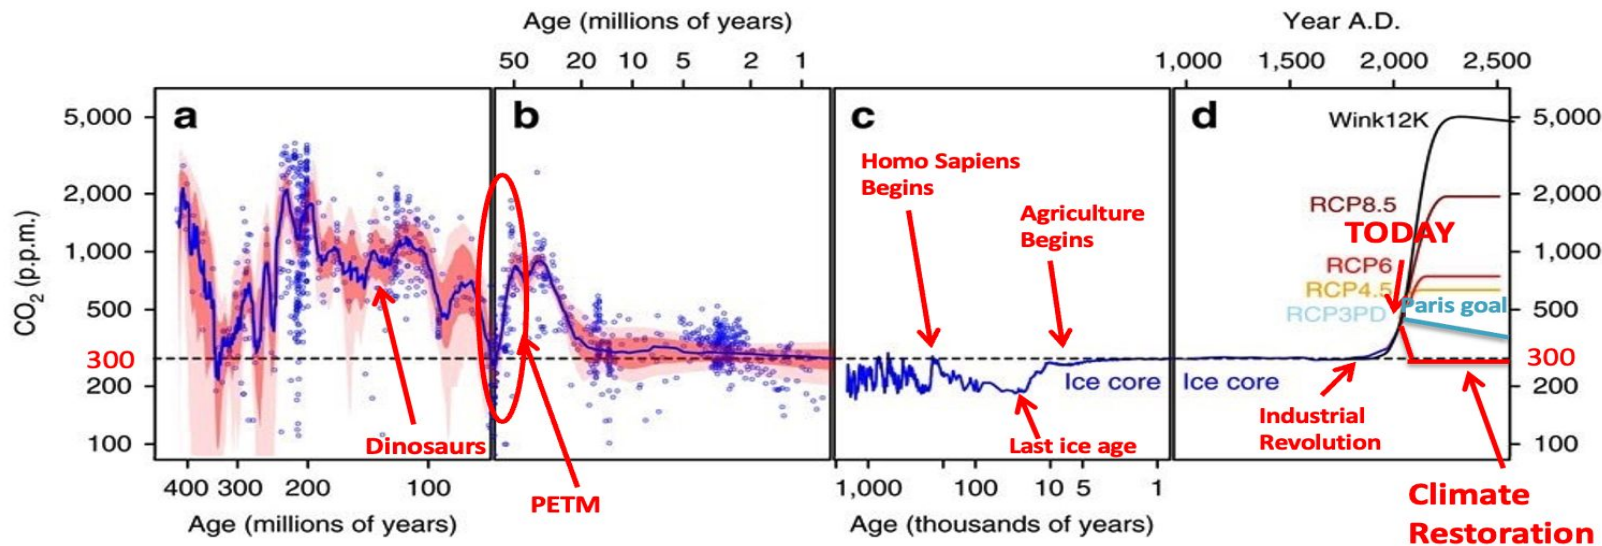 Age (millions of years)
50 20 10 5 2 1
Year A.D.
1,000 1,500 2,000 2,500
CO2 (p.p.m.)
5,000
2,000
1,000
500
300
200
100
a
Dinosaurs
400 300 200 100
Age (millions of years)
b
PETM
c
Homo Sapiens
Begins
Agriculture
Begins
Ice core
Last ice age
1,000 100 10 5 1
Age (thousands of years)
d
Wink12K
RCP8.5
TODAY
RCP6
RCP4.5
Paris goal
RCP3PD
Ice core
Industrial
Revolution
5,000
2,000
1,000
500
300
200
100
Climate
Restoration